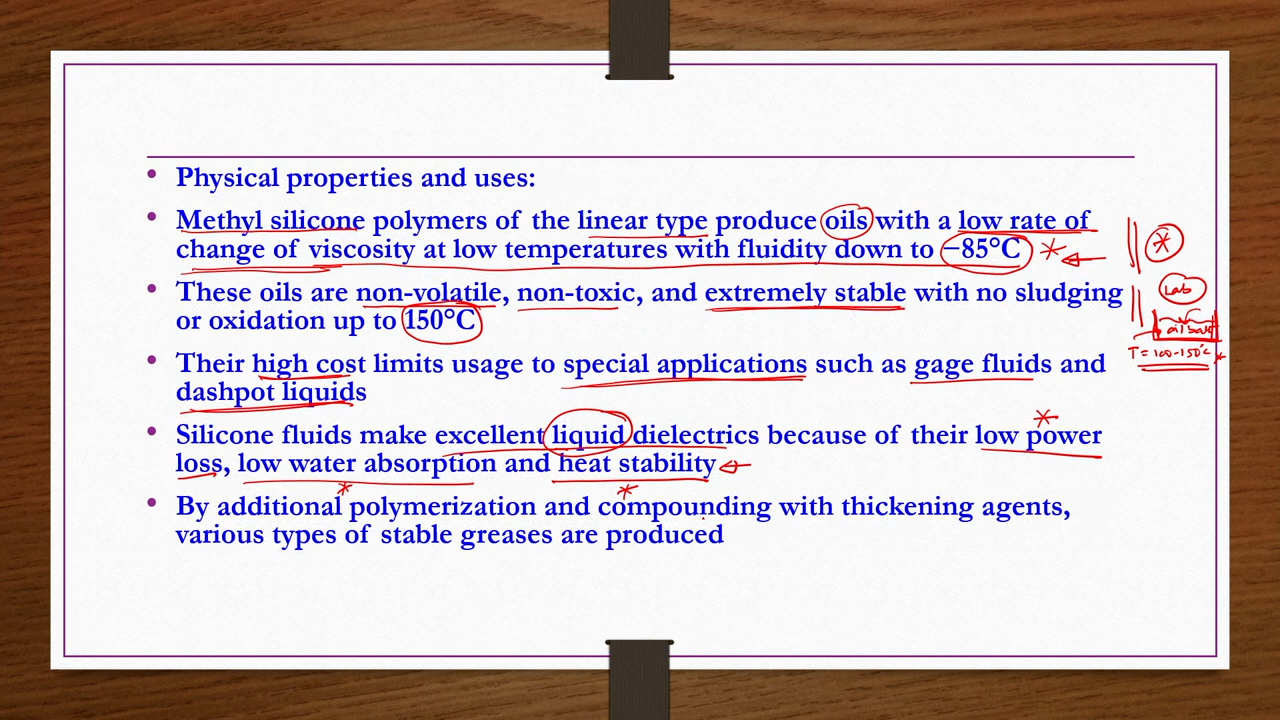 Physical properties and uses:
Methyl silicone polymers of the linear type produce oils with a low rate of
change of viscosity at low temperatures with fluidity down to −85°C
These oils are non-volatile, non-toxic, and extremely stable with no sludging
or oxidation up to 150°C
Their high cost limits usage to special applications such as gage fluids and
dashpot liquids
Silicone fluids make excellent liquid dielectrics because of their low power
loss, low water absorption and heat stability
By additional polymerization and compounding with thickening agents,
various types of stable greases are produced
Lab
oil bath
T = 100-150°C